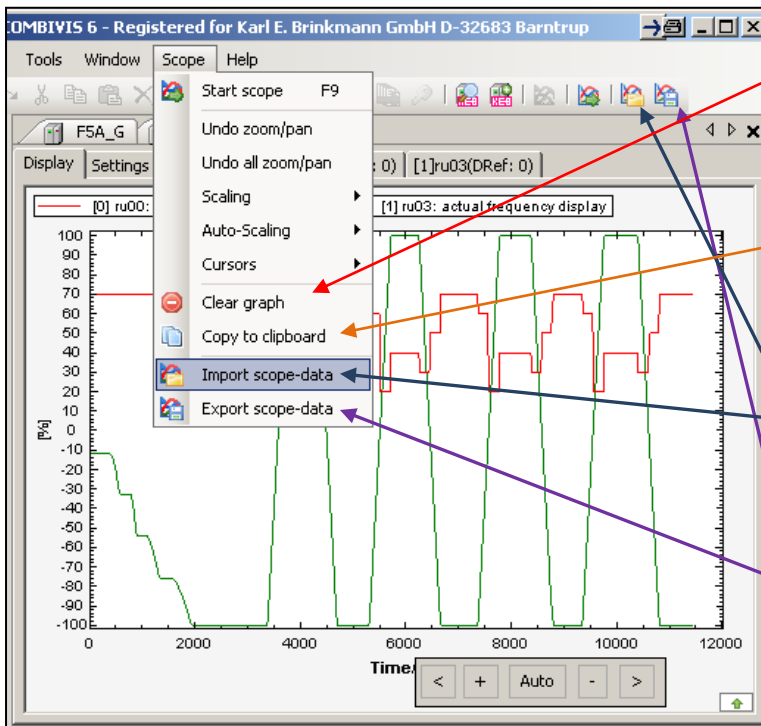 COMBIVIS 6 - Registered for Karl E. Brinkmann GmbH D-32683 Barntrup
Tools Window Scope Help
Start scope F9
Undo zoom/pan
Undo all zoom/pan
Scaling
Auto-Scaling
Cursors
Clear graph
Copy to clipboard
Import scope-data
Export scope-data
KEB KEB
F5A_G
Display Settings : 0) [1]ru03(DRef: 0)
[0] ru00: [1] ru03: actual frequency display
100
90
80
70
60
50
40
30
20
10
0
-10
-20
-30
-40
-50
-60
-70
-80
-90
-100
[%]
0 2000 4000 6000 8000 10000 12000
Time
< + Auto - >